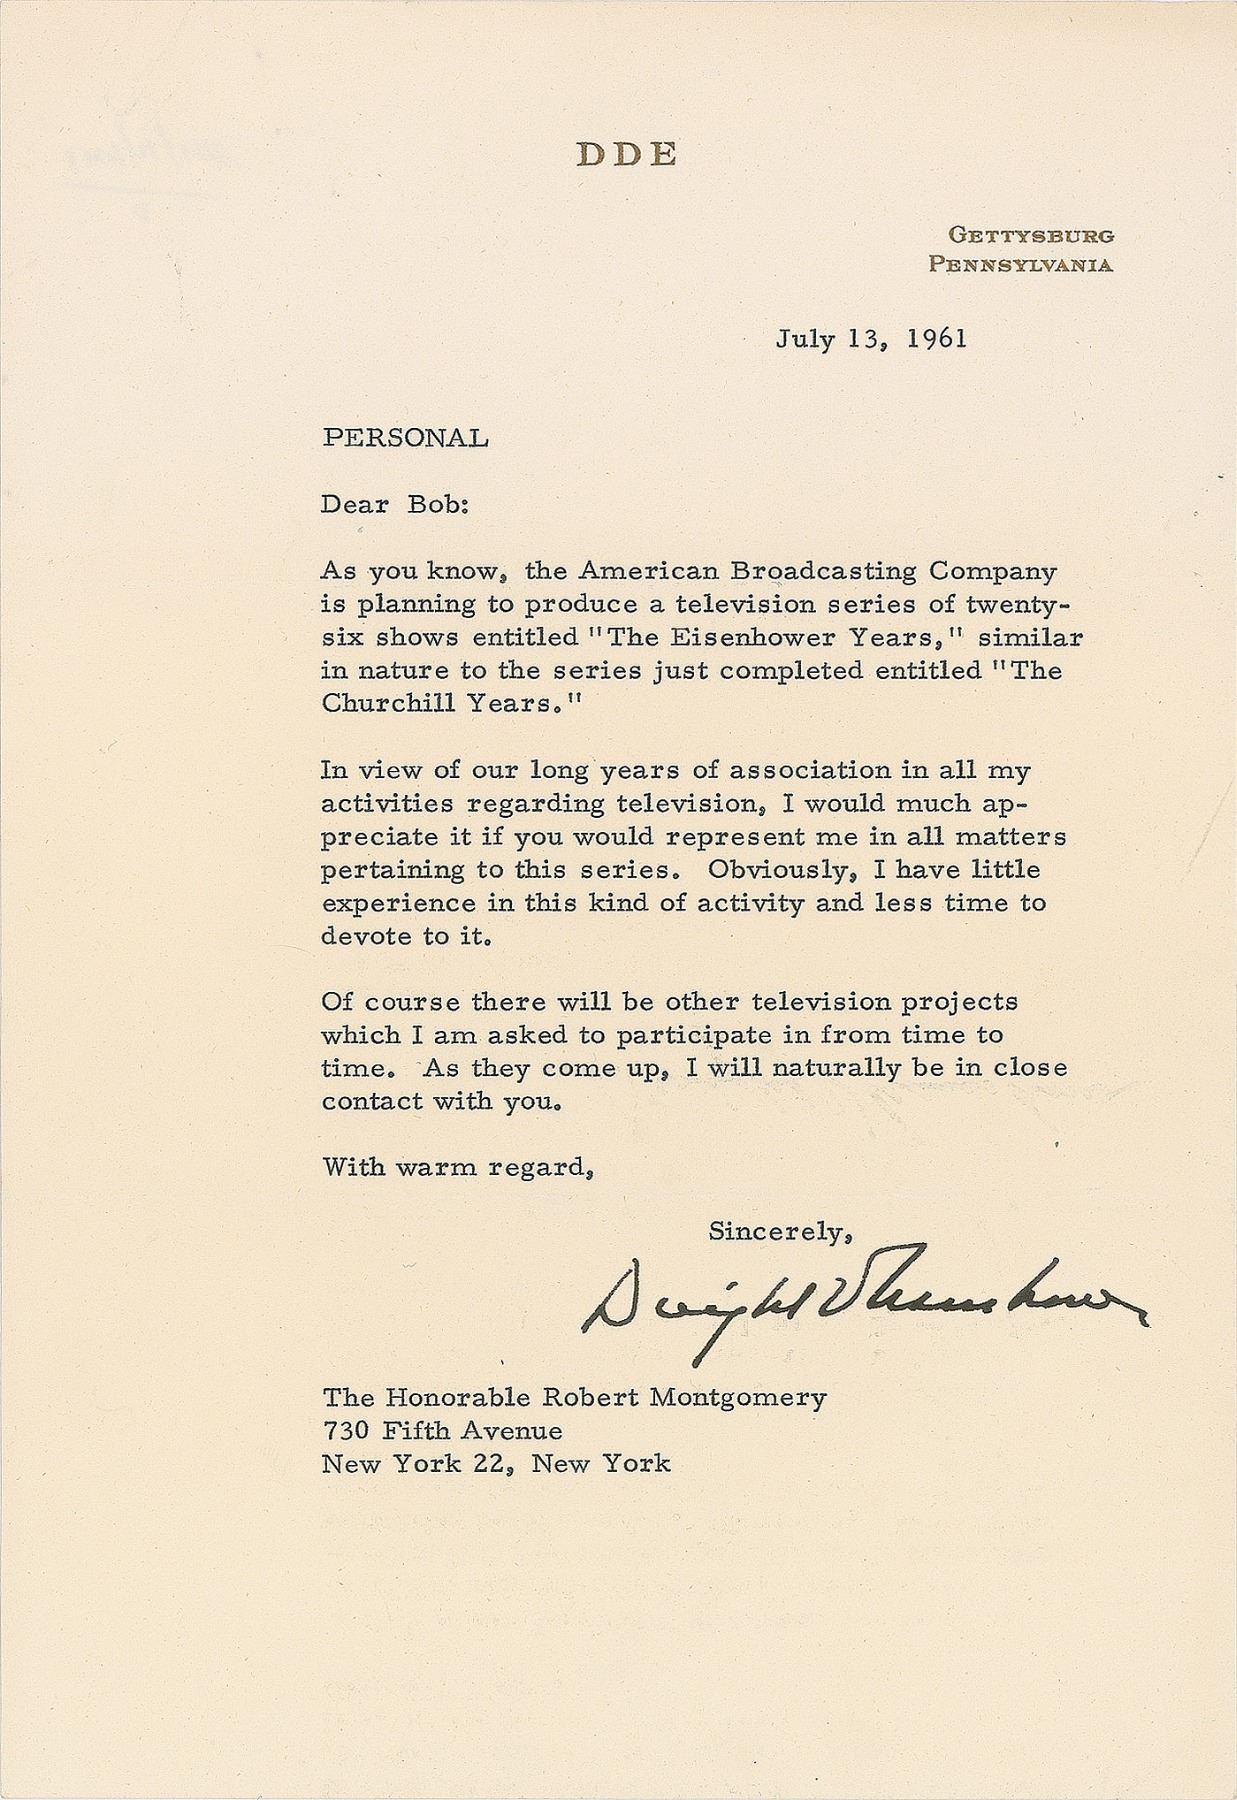 DDE
GETTYSBURG
PENNSYLVANIA
July 13, 1961
PERSONAL
Dear Bob:
As you know, the American Broadcasting Company
is planning to produce a television series of twenty-
six shows entitled "The Eisenhower Years," similar
in nature to the series just completed entitled "The
Churchill Years."
In view of our long years of association in all my
activities regarding television, I would much ap-
preciate it if you would represent me in all matters
pertaining to this series. Obviously, I have little
experience in this kind of activity and less time to
devote to it.
Of course there will be other television projects
which I am asked to participate in from time to
time. As they come up, I will naturally be in close
contact with you.
With warm regard,
Sincerely,
Dwight D Eisenhower
The Honorable Robert Montgomery
730 Fifth Avenue
New York 22, New York